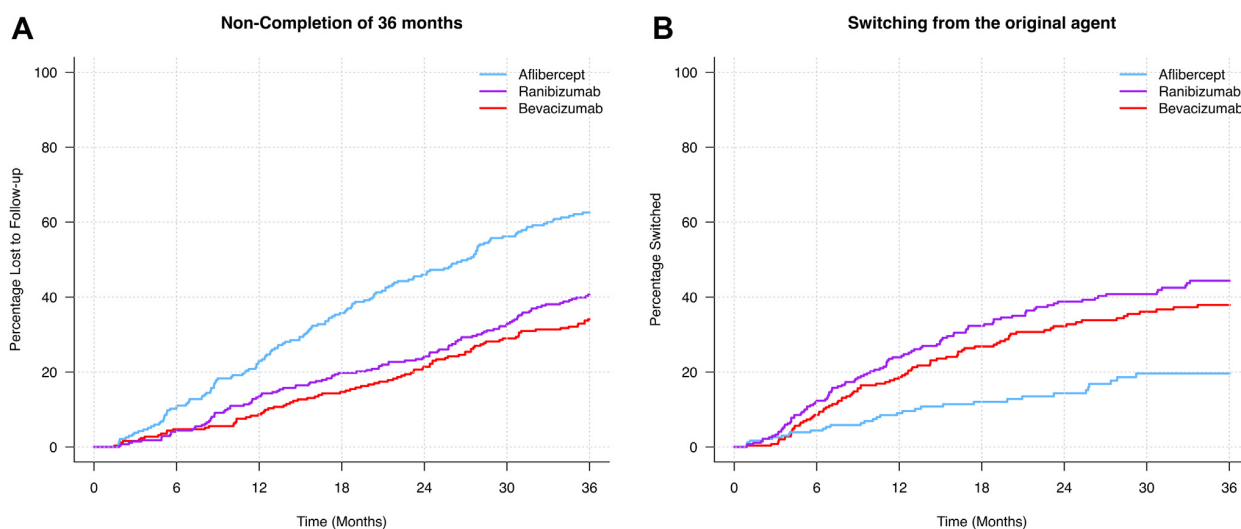 A
Non-Completion of 36 months
Percentage Lost to Follow-up
100
80
60
40
20
0
Aflibercept
Ranibizumab
Bevacizumab
0 6 12 18 24 30 36
Time (Months)
B
Switching from the original agent
Percentage Switched
100
80
60
40
20
0
Aflibercept
Ranibizumab
Bevacizumab
0 6 12 18 24 30 36
Time (Months)